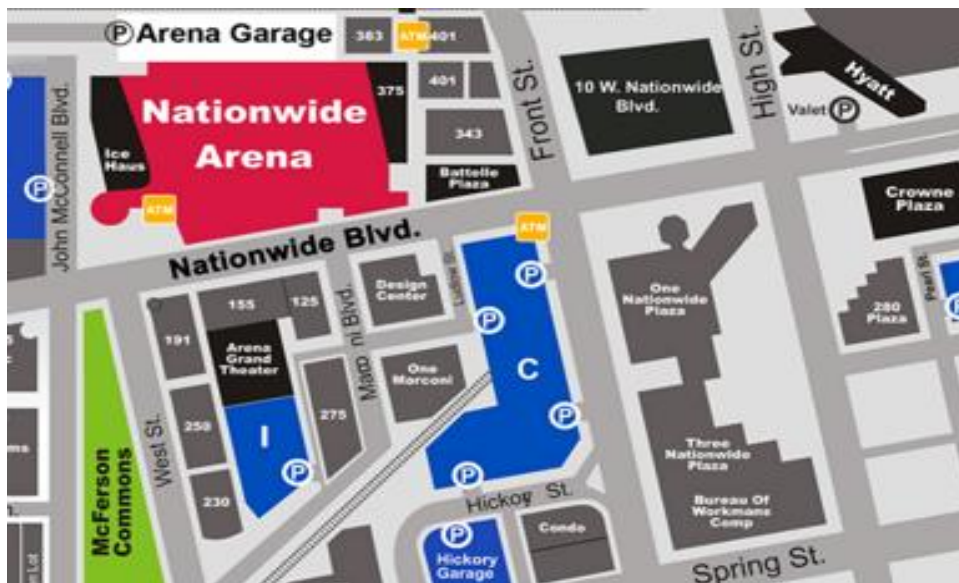 P Arena Garage
383
ATM
401
Front St.
High St.
Hyatt
Valet P
10 W. Nationwide
Blvd.
375
401
343
Nationwide
Arena
Ice
Haus
John McConnell Blvd.
P
ATM
Battelle
Plaza
Crowne
Plaza
Nationwide Blvd.
ATM
P
Design
Center
Ludlow St.
One
Nationwide
Plaza
280
Plaza
Pearl St.
P
155
125
191
Arena
Grand
Theater
P
C
One
Marconi
275
250
I
P
P
230
West St.
McFerson
Commons
P
Hickory St.
Three
Nationwide
Plaza
Bureau Of
Workmans
Comp
P
Hickory
Garage
Condo
Spring St.
Lot